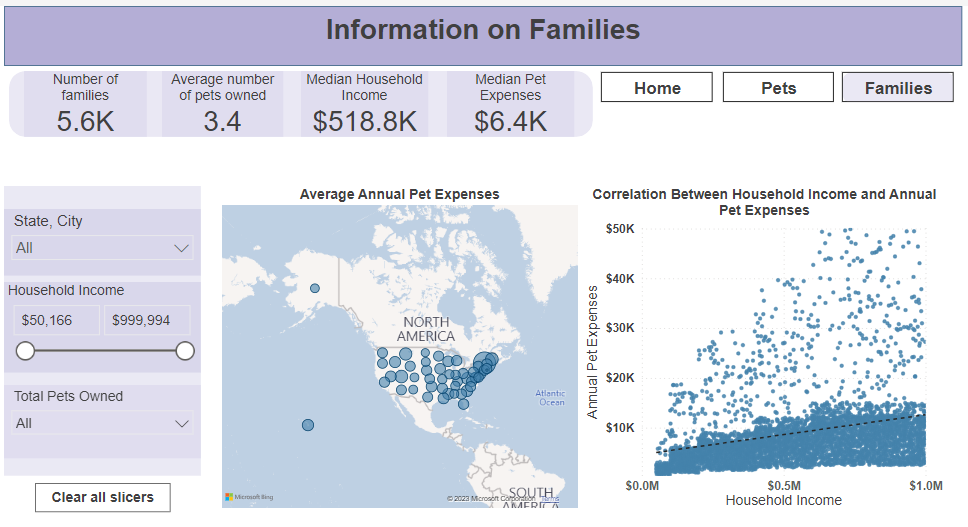 Information on Families
Number of
families
5.6K
Average number
of pets owned
3.4
Median Household
Income
$518.8K
Median Pet
Expenses
$6.4K
Home
Pets
Families
State, City
All
Household Income
$50,166
$999,994
Total Pets Owned
All
Clear all slicers
Average Annual Pet Expenses
NORTH
AMERICA
Atlantic
Ocean
SOUTH
AMERICA
Microsoft Bing
© 2023 Microsoft Corporation Terms
Correlation Between Household Income and Annual
Pet Expenses
Annual Pet Expenses
$50K
$40K
$30K
$20K
$10K
$0.0M
$0.5M
$1.0M
Household Income